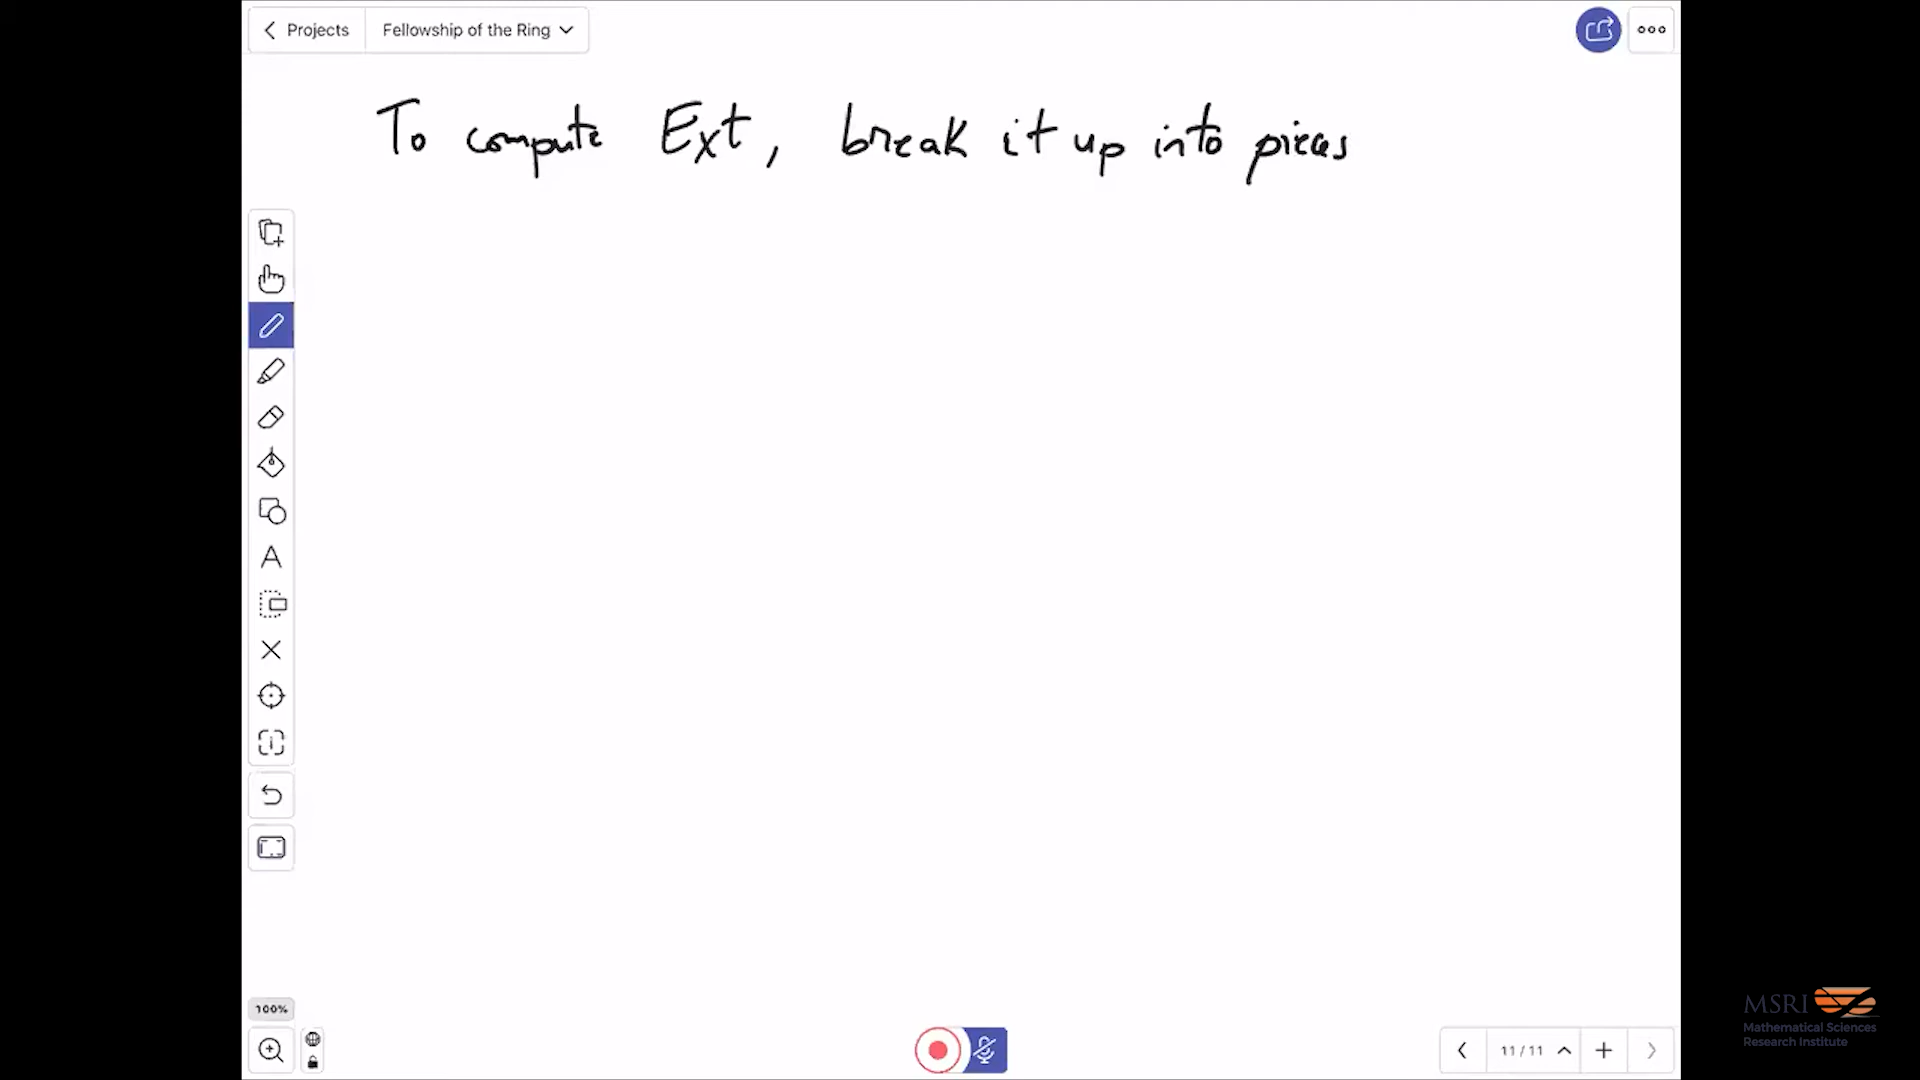 Projects
Fellowship of the Ring
To compute Ext, break it up into pieces
A
100%
11/11
MSRI
Mathematical Sciences
Research Institute